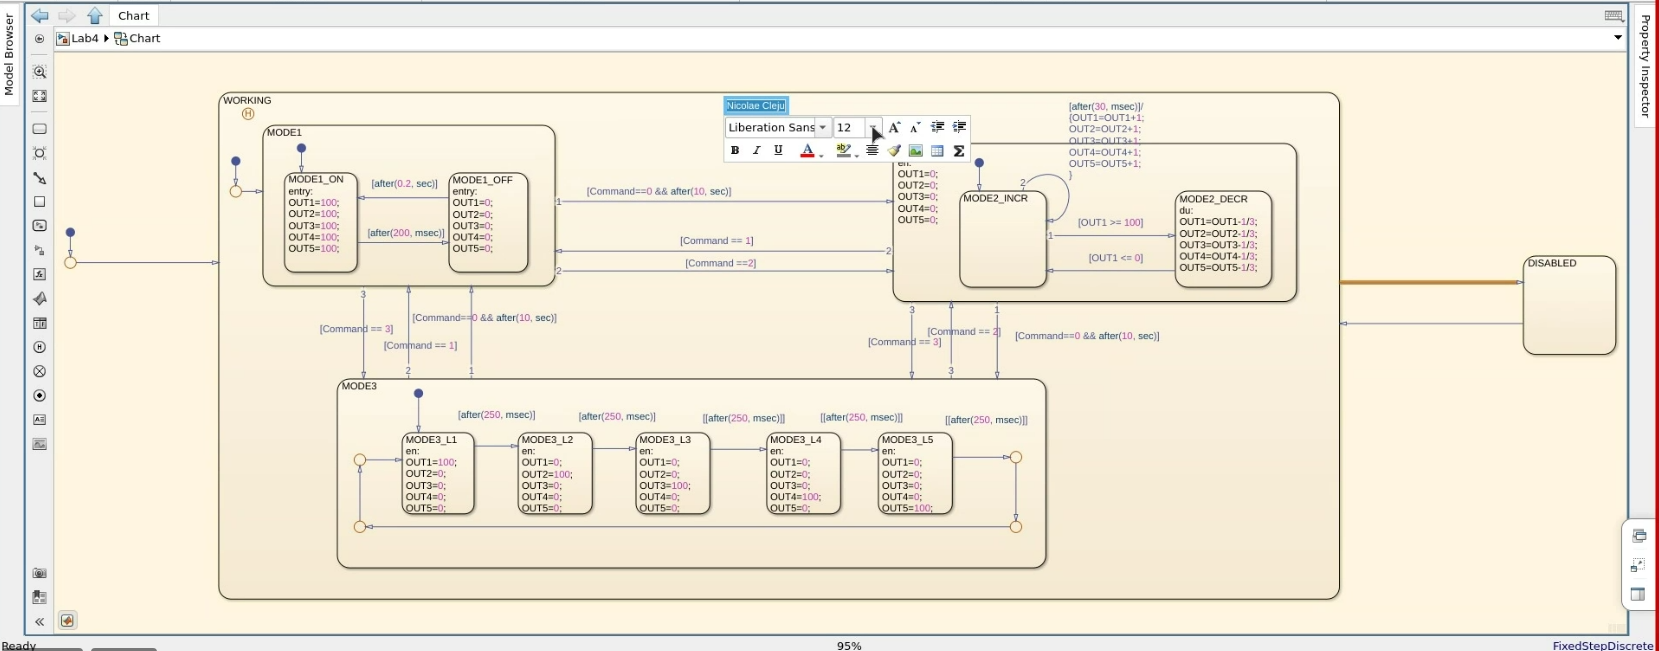 Chart
Model Browser
Property Inspector
Lab4 Chart
WORKING
H
Nicolae Cleju
Liberation Sans 12
B I U A ab
MODE1
MODE1_ON
entry:
OUT1=100;
OUT2=100;
OUT3=100;
OUT4=100;
OUT5=100;
[after(0.2, sec)]
[after(200, msec)]
MODE1_OFF
entry:
OUT1=0;
OUT2=0;
OUT3=0;
OUT4=0;
OUT5=0;
1
[Command==0 && after(10, sec)]
[Command == 1]
2
[Command ==2]
2
en:
OUT1=0;
OUT2=0;
OUT3=0;
OUT4=0;
OUT5=0;
[after(30, msec)]/
{OUT1=OUT1+1;
OUT2=OUT2+1;
OUT3=OUT3+1;
OUT4=OUT4+1;
OUT5=OUT5+1;
}
2
MODE2_INCR
1
[OUT1 >= 100]
[OUT1 <= 0]
MODE2_DECR
du:
OUT1=OUT1-1/3;
OUT2=OUT2-1/3;
OUT3=OUT3-1/3;
OUT4=OUT4-1/3;
OUT5=OUT5-1/3;
DISABLED
3
[Command == 3]
[Command==0 && after(10, sec)]
[Command == 1]
2
1
3
1
[Command == 2]
[Command == 3]
[Command==0 && after(10, sec)]
3
MODE3
[after(250, msec)]
[after(250, msec)]
[[after(250, msec)]]
[[after(250, msec)]]
[[after(250, msec)]]
MODE3_L1
en:
OUT1=100;
OUT2=0;
OUT3=0;
OUT4=0;
OUT5=0;
MODE3_L2
en:
OUT1=0;
OUT2=100;
OUT3=0;
OUT4=0;
OUT5=0;
MODE3_L3
en:
OUT1=0;
OUT2=0;
OUT3=100;
OUT4=0;
OUT5=0;
MODE3_L4
en:
OUT1=0;
OUT2=0;
OUT3=0;
OUT4=100;
OUT5=0;
MODE3_L5
en:
OUT1=0;
OUT2=0;
OUT3=0;
OUT4=0;
OUT5=100;
Ready
95%
FixedStepDiscrete